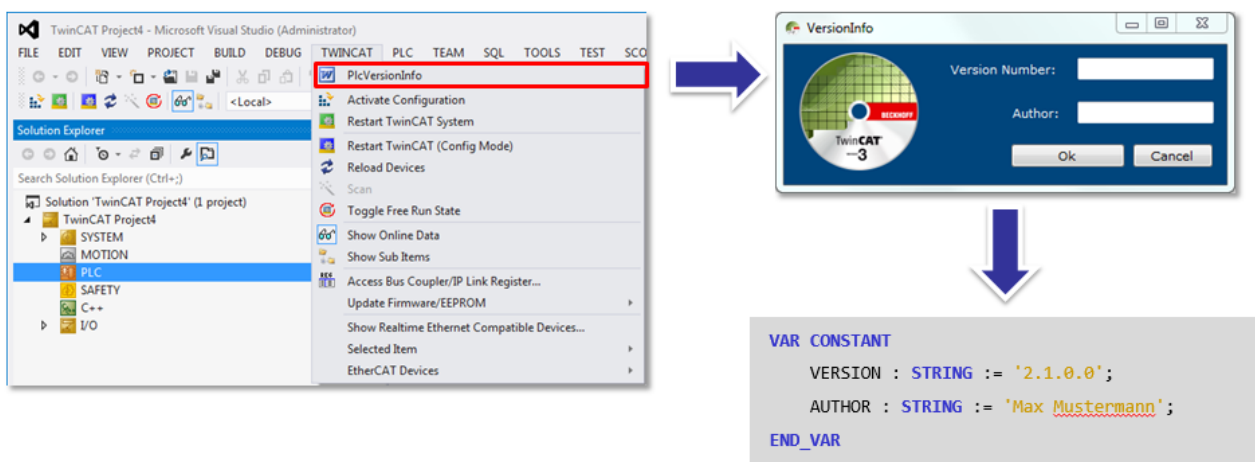 TwinCAT Project4 - Microsoft Visual Studio (Administrator)
FILE EDIT VIEW PROJECT BUILD DEBUG TWINCAT PLC TEAM SQL TOOLS TEST SCO
<Local>
Solution Explorer
Search Solution Explorer (Ctrl+;)
Solution 'TwinCAT Project4' (1 project)
TwinCAT Project4
SYSTEM
MOTION
PLC
SAFETY
C++
I/O
PlcVersionInfo
Activate Configuration
Restart TwinCAT System
Restart TwinCAT (Config Mode)
Reload Devices
Scan
Toggle Free Run State
Show Online Data
Show Sub Items
Access Bus Coupler/IP Link Register...
Update Firmware/EEPROM
Show Realtime Ethernet Compatible Devices...
Selected Item
EtherCAT Devices
VersionInfo
BECKHOFF
TwinCAT
3
Version Number:
Author:
Ok Cancel
VAR CONSTANT
VERSION : STRING := '2.1.0.0';
AUTHOR : STRING := 'Max Mustermann';
END_VAR